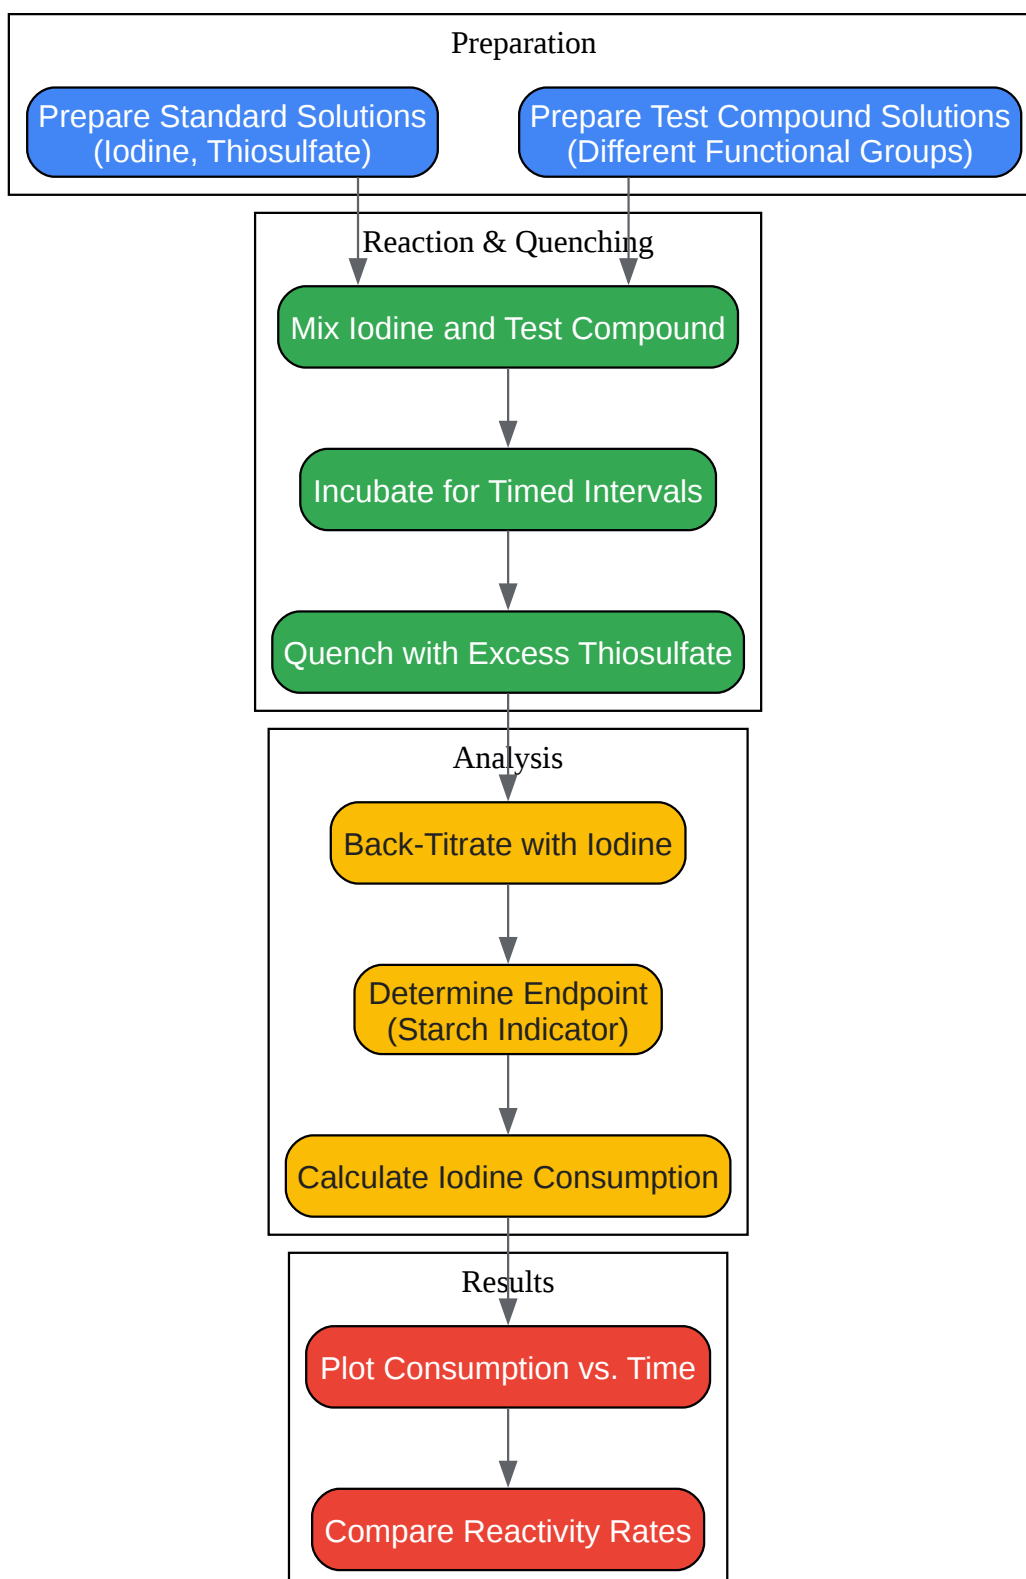 Preparation
Prepare Standard Solutions
(Iodine, Thiosulfate)
Prepare Test Compound Solutions
(Different Functional Groups)
Reaction & Quenching
Mix Iodine and Test Compound
Incubate for Timed Intervals
Quench with Excess Thiosulfate
Analysis
Back-Titrate with Iodine
Determine Endpoint
(Starch Indicator)
Calculate Iodine Consumption
Results
Plot Consumption vs. Time
Compare Reactivity Rates